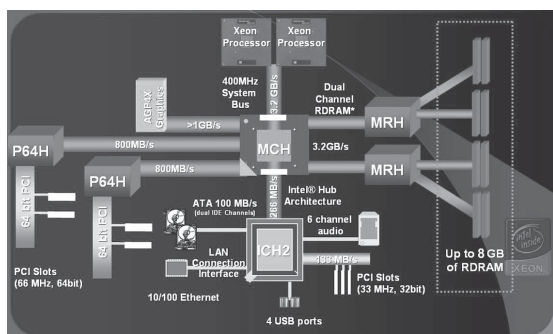 Xeon
Processor
Xeon
Processor
400MHz
System
Bus
3.2 GB/s
Dual
Channel
RDRAM*
AGP4X
Graphics
>1GB/s
MRH
P64H
800MB/s
MCH
3.2GB/s
MRH
P64H
800MB/s
64 bit PCI
64 bit PCI
266 MB/s
Intel® Hub
Architecture
ATA 100 MB/s
(dual IDE Channels)
6 channel
audio
LAN
Connection
Interface
ICH2
133 MB/s
PCI Slots
(66 MHz, 64bit)
PCI Slots
(33 MHz, 32bit)
10/100 Ethernet
4 USB ports
Up to 8 GB
of RDRAM
intel
inside
XEON